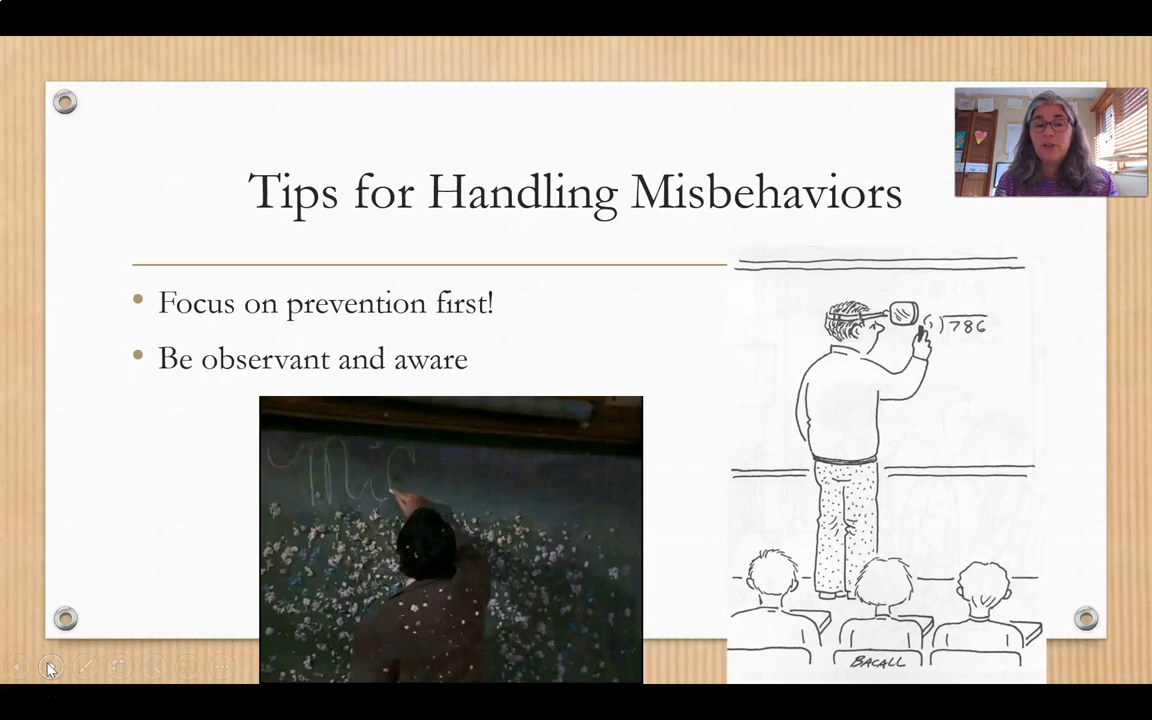 Tips for Handling Misbehaviors
Focus on prevention first!
Be observant and aware
786
BACALL